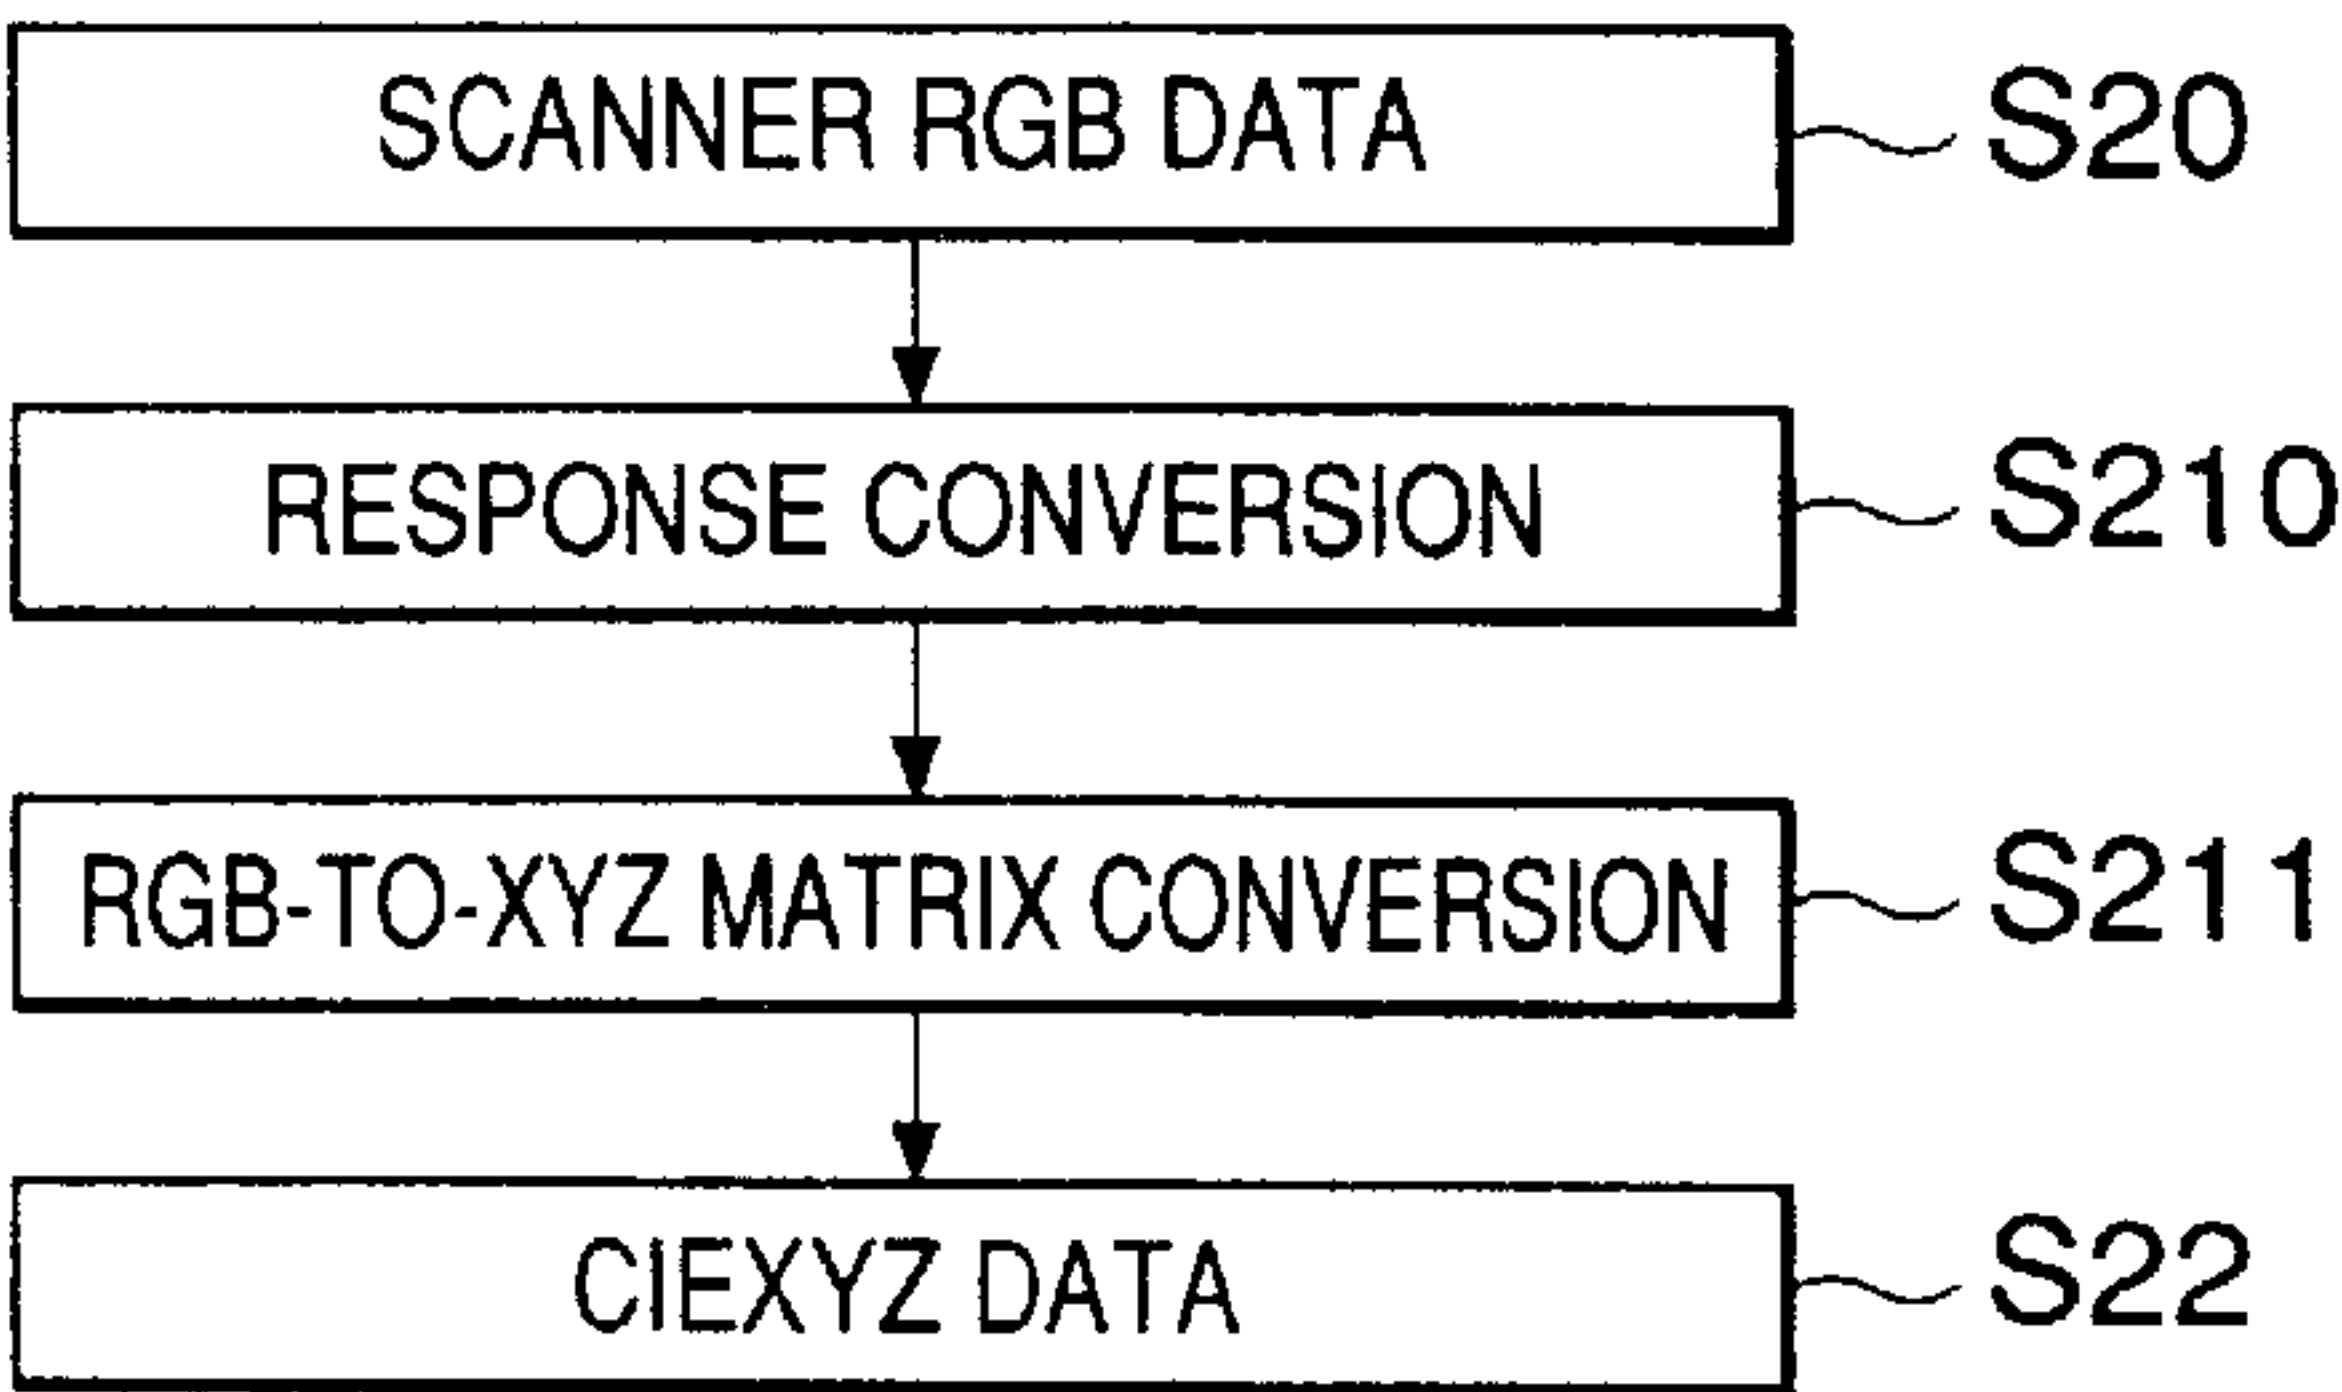 SCANNER RGB DATA S20
RESPONSE CONVERSION S210
RGB-TO-XYZ MATRIX CONVERSION S211
CIEXYZ DATA S22